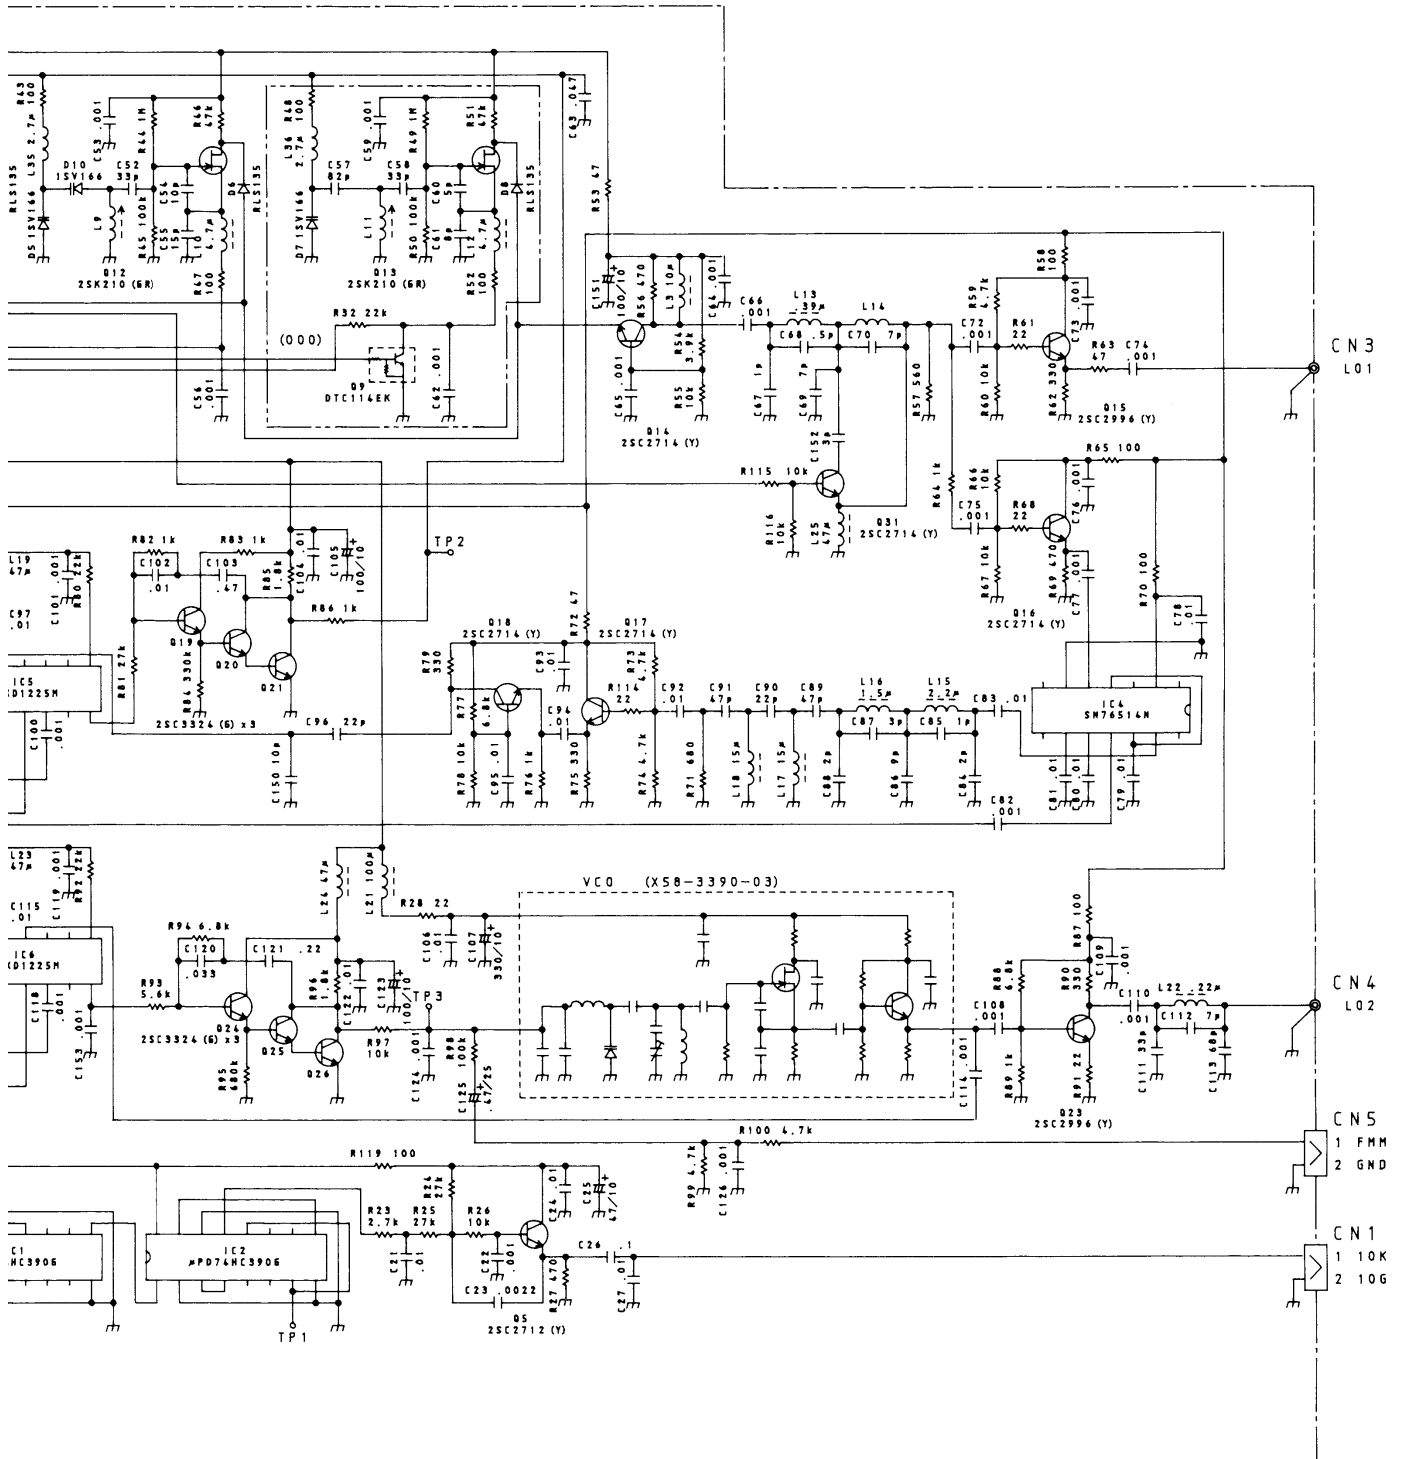 R43 100
L35 2.7μ
RLS135
D5 1SV166
D10
1SV166
C53 .001
L9
C52
33p
R44 1M
R45 100k
C54 10p
C55 15p
R46 47k
L10 4.7μ
R47 100
D6
RLS135
Q12
2SK210 (GR)
C56 .001
R48 100
L36 2.7μ
D7 1SV166
C57
82p
C59 .001
L11
C58
33p
R49 1M
R50 100k
C60 5p
C61 8p
R51 47k
L12 4.7μ
R52 100
D8
RLS135
Q13
2SK210 (GR)
R32 22k
(000)
Q9
DTC114EK
C62 .001
C63 .047
R53 47
C151 100/10
R56 470
L3 10μ
C64 .001
R54 3.9k
R55 10k
C65 .001
Q14
2SC2714 (Y)
C66
.001
L13
.39μ
C68 .5p
L14
C70 7p
C67 1p
C69 7p
C152 3p
R57 560
R115 10k
R116 10k
L25 47μ
Q31
2SC2714 (Y)
R58 100
R59 4.7k
C72
.001
R61
22
R60 10k
R62 330
C73 .001
R63
47
C74
.001
Q15
2SC2996 (Y)
CN3
LO1
R64 1k
R65 100
R66 10k
C75
.001
R68
22
R67 10k
R69 470
C76 .001
C77 .001
R70 100
C78 .01
Q16
2SC2714 (Y)
L19
47μ
C97
.01
C101 .001
R80 22k
R82 1k
C102
.01
R83 1k
C103
.47
R85 1.8k
C104 .01
C105 100/10
R86 1k
TP2
Q19
Q20
Q21
R81 27k
R84 330k
2SC3324 (G) x3
IC5
KD1225M
C100 .001
C150 10p
C96 .22p
R79 330
Q18
2SC2714 (Y)
R77 6.8k
R78 10k
C95 .01
R76 1k
C93 .01
C94
.01
R72 47
Q17
2SC2714 (Y)
R73 4.7k
R114
22
R75 330
R74 4.7k
C92
.01
C91
47p
C90
22p
C89
47p
R71 680
L18 15μ
L17 15μ
L16
1.5μ
C87 3p
L15
2.2μ
C85 1p
C88 2p
C86 9p
C84 2p
C83 .01
IC4
SN76514N
C81 .01
C80 .01
C79 .01
C82
.001
L23
47μ
C115
.01
C119 .001
R92 22k
IC6
KD1225M
C118 .001
C153 .001
R94 6.8k
C120
.033
C121 .22
R93
5.6k
Q24
2SC3324 (G) x3
Q25
Q26
R95 680k
R96 1.8k
C122 .01
C123 100/10
L24 47μ
L21 100μ
R28 22
C106 .01
C107 330/10
TP3
R97
10k
C124 .001
R98 100k
C125 .47/25
VCO (X58-3390-03)
C114 .001
C108
.001
R88 6.8k
R89 1k
R87 100
R90 330
C109 .001
R91 22
C110
.001
L22 .22μ
C112 7p
C111 33p
C113 68p
Q23
2SC2996 (Y)
CN4
LO2
CN5
1 FMM
2 GND
R100 4.7k
R99 4.7k
C126 .001
R119 100
C1
HC390G
IC2
μPD74HC390G
TP1
R23
2.7k
C21 .01
R24 27k
R25
27k
R26
10k
C22 .001
C23 .0022
C24 .01
C25 47/10
R27 470
C26 .1
C27 .01
Q5
2SC2712 (Y)
CN1
1 10K
2 10G